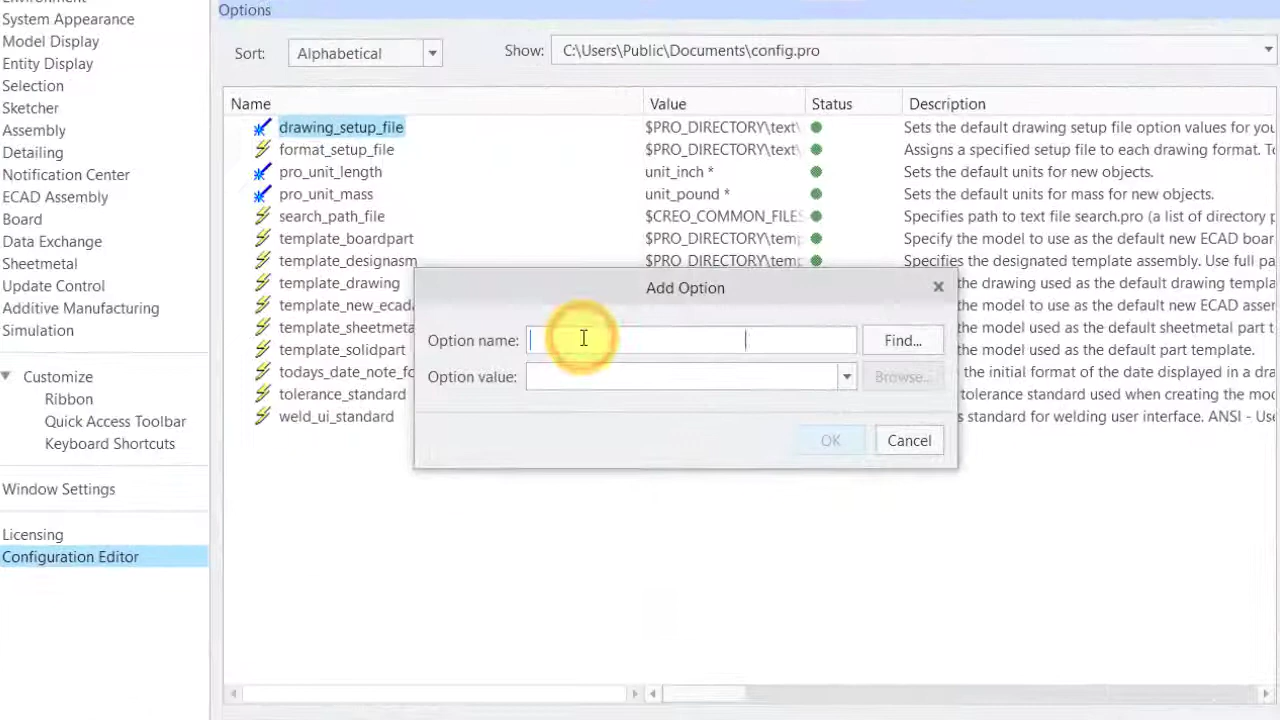 Options
System Appearance
Model Display
Entity Display
Selection
Sketcher
Assembly
Detailing
Notification Center
ECAD Assembly
Board
Data Exchange
Sheetmetal
Update Control
Additive Manufacturing
Simulation
Customize
Ribbon
Quick Access Toolbar
Keyboard Shortcuts
Window Settings
Licensing
Configuration Editor
Sort: Alphabetical Show: C:\Users\Public\Documents\config.pro
Name Value Status Description
drawing_setup_file $PRO_DIRECTORY\text\ Sets the default drawing setup file option values for you
format_setup_file $PRO_DIRECTORY\text\ Assigns a specified setup file to each drawing format. To
pro_unit_length unit_inch * Sets the default units for new objects.
pro_unit_mass unit_pound * Sets the default units for mass for new objects.
search_path_file $CREO_COMMON_FILES Specifies path to text file search.pro (a list of directory p
template_boardpart $PRO_DIRECTORY\temp Specify the model to use as the default new ECAD boar
template_designasm $PRO_DIRECTORY\temp Specifies the designated template assembly. Use full pa
template_drawing the drawing used as the default drawing templa
template_new_ecada the model to use as the default new ECAD assem
template_sheetmeta the model used as the default sheetmetal part t
template_solidpart the model used as the default part template.
todays_date_note_fo the initial format of the date displayed in a dra
tolerance_standard tolerance standard used when creating the mod
weld_ui_standard s standard for welding user interface. ANSI - Use
Add Option
Option name: Find...
Option value: Browse...
OK Cancel